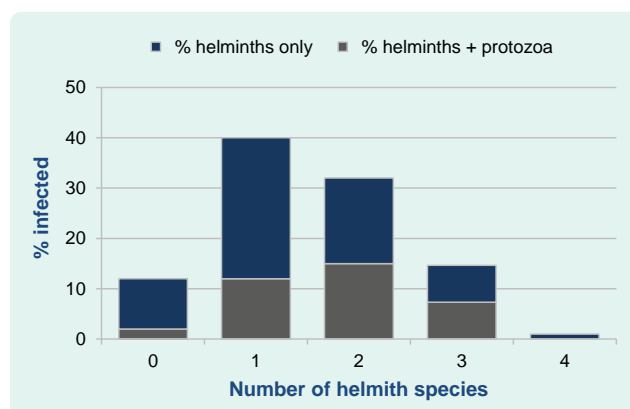 % helminths only % helminths + protozoa
50
40
30
20
10
0
% infected
0 1 2 3 4
Number of helmith species